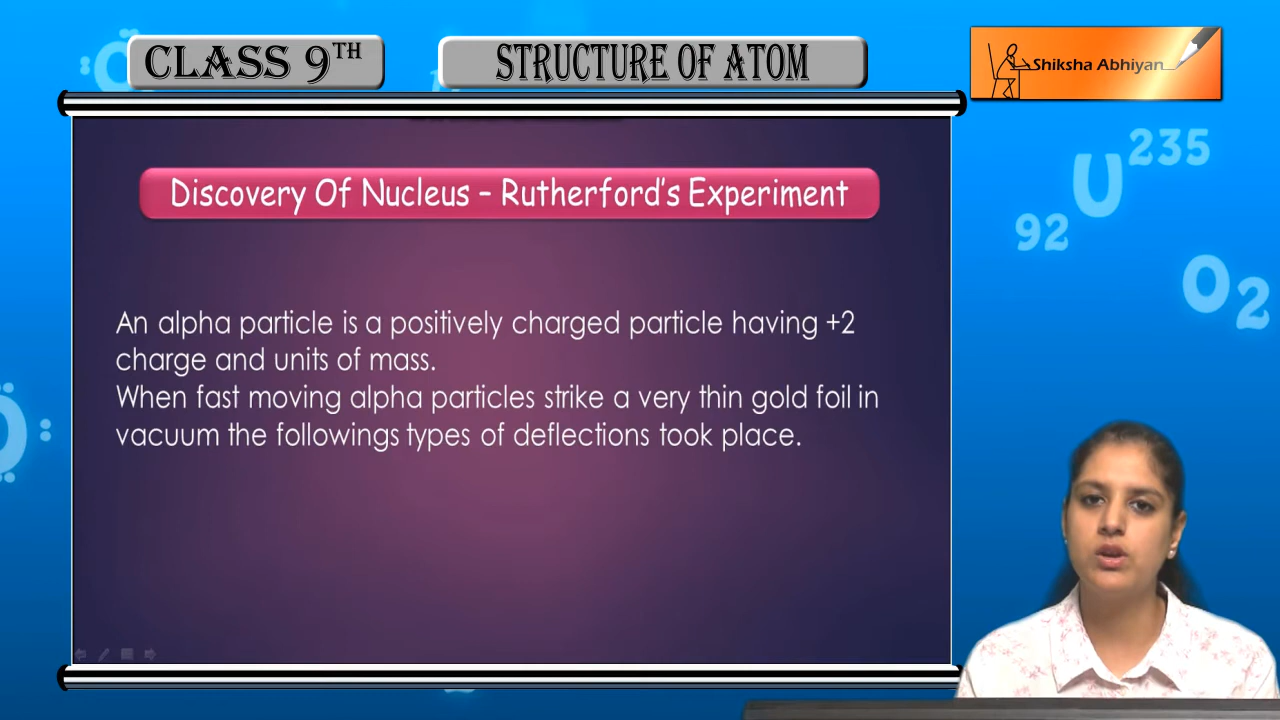 CLASS 9TH
STRUCTURE OF ATOM
Shiksha Abhiyan
Discovery Of Nucleus – Rutherford's Experiment
An alpha particle is a positively charged particle having +2
charge and units of mass.
When fast moving alpha particles strike a very thin gold foil in
vacuum the followings types of deflections took place.
U 235
92
O2